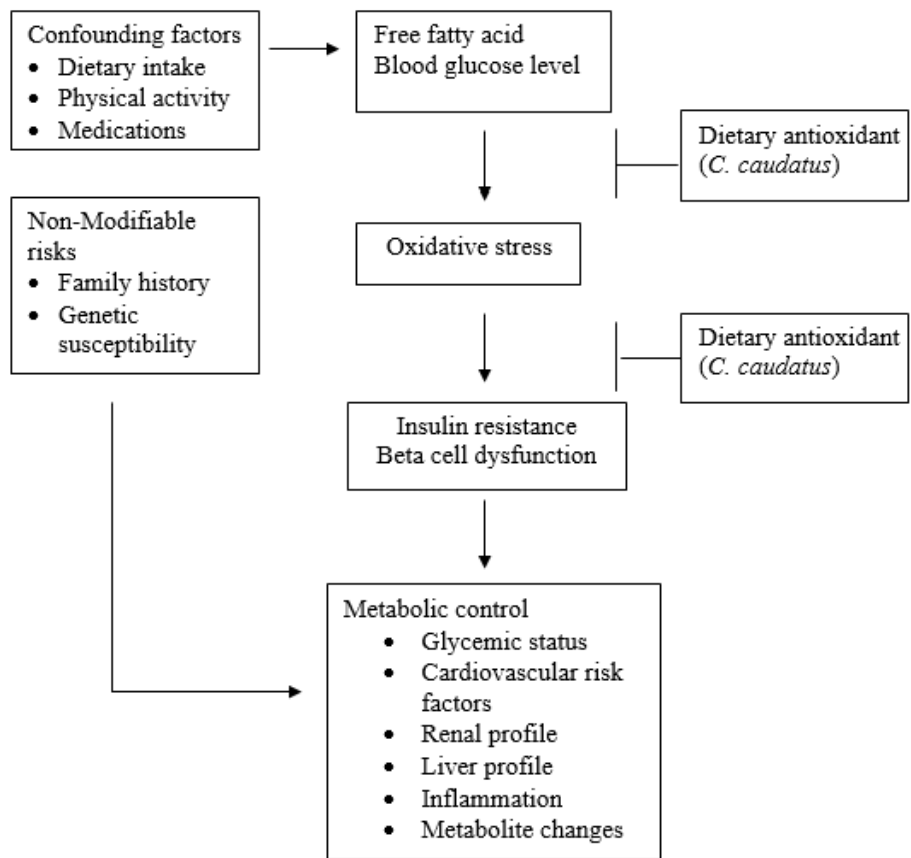 Confounding factors
• Dietary intake
• Physical activity
• Medications
Free fatty acid
Blood glucose level
Dietary antioxidant
(C. caudatus)
Non-Modifiable
risks
• Family history
• Genetic
susceptibility
Oxidative stress
Dietary antioxidant
(C. caudatus)
Insulin resistance
Beta cell dysfunction
Metabolic control
• Glycemic status
• Cardiovascular risk
factors
• Renal profile
• Liver profile
• Inflammation
• Metabolite changes